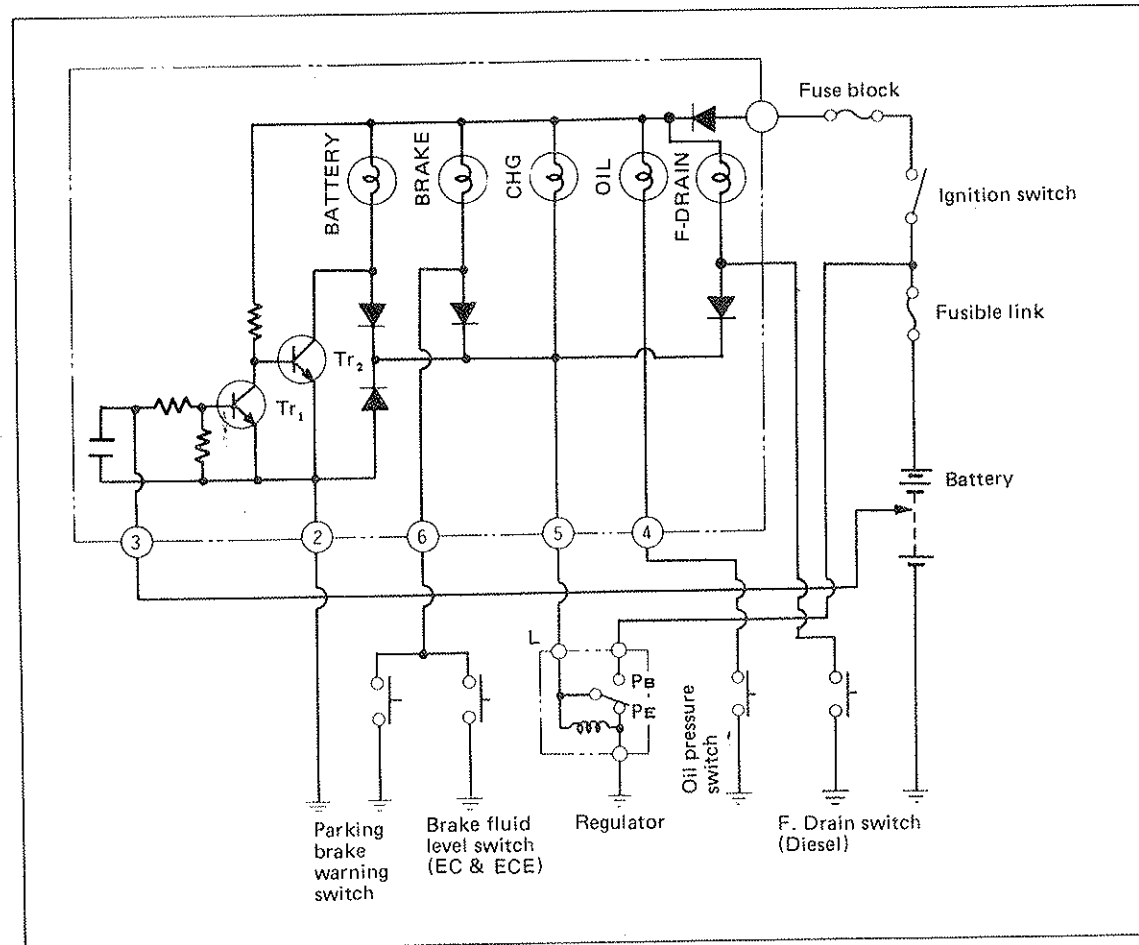 Fuse block
BATTERY
BRAKE
CHG
OIL
F-DRAIN
Ignition switch
Fusible link
Tr2
Tr1
Battery
3
2
6
5
4
L
PB
PE
Oil pressure
switch
Parking
brake
warning
switch
Brake fluid
level switch
(EC & ECE)
Regulator
F. Drain switch
(Diesel)